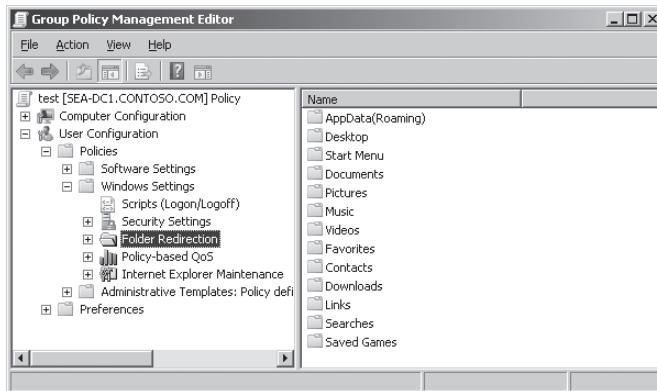 Group Policy Management Editor
File Action View Help
test [SEA-DC1.CONTOSO.COM] Policy
Computer Configuration
User Configuration
Policies
Software Settings
Windows Settings
Scripts (Logon/Logoff)
Security Settings
Folder Redirection
Policy-based QoS
Internet Explorer Maintenance
Administrative Templates: Policy defi
Preferences
Name
AppData(Roaming)
Desktop
Start Menu
Documents
Pictures
Music
Videos
Favorites
Contacts
Downloads
Links
Searches
Saved Games